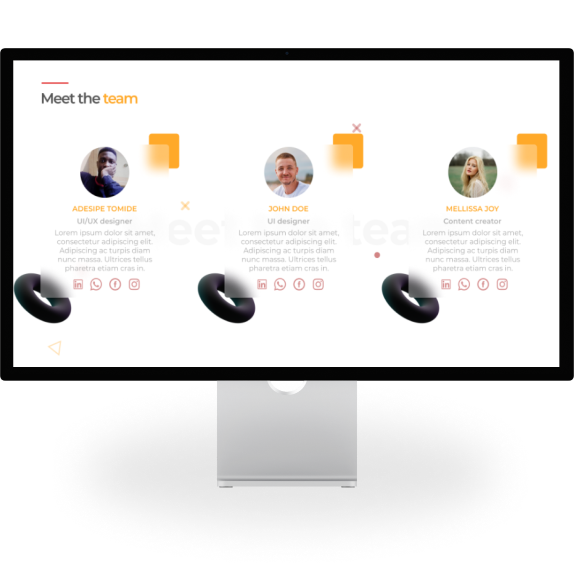 Meet the team
ADESIPE TOMIDE
UI/UX designer
Lorem ipsum dolor sit amet,
consectetur adipiscing elit.
Adipiscing ac turpis diam
nunc massa. Ultrices tellus
pharetra etiam cras in.
JOHN DOE
UI designer
Lorem ipsum dolor sit amet,
consectetur adipiscing elit.
Adipiscing ac turpis diam
nunc massa. Ultrices tellus
pharetra etiam cras in.
MELLISSA JOY
Content creator
Lorem ipsum dolor sit amet,
consectetur adipiscing elit.
Adipiscing ac turpis diam
nunc massa. Ultrices tellus
pharetra etiam cras in.